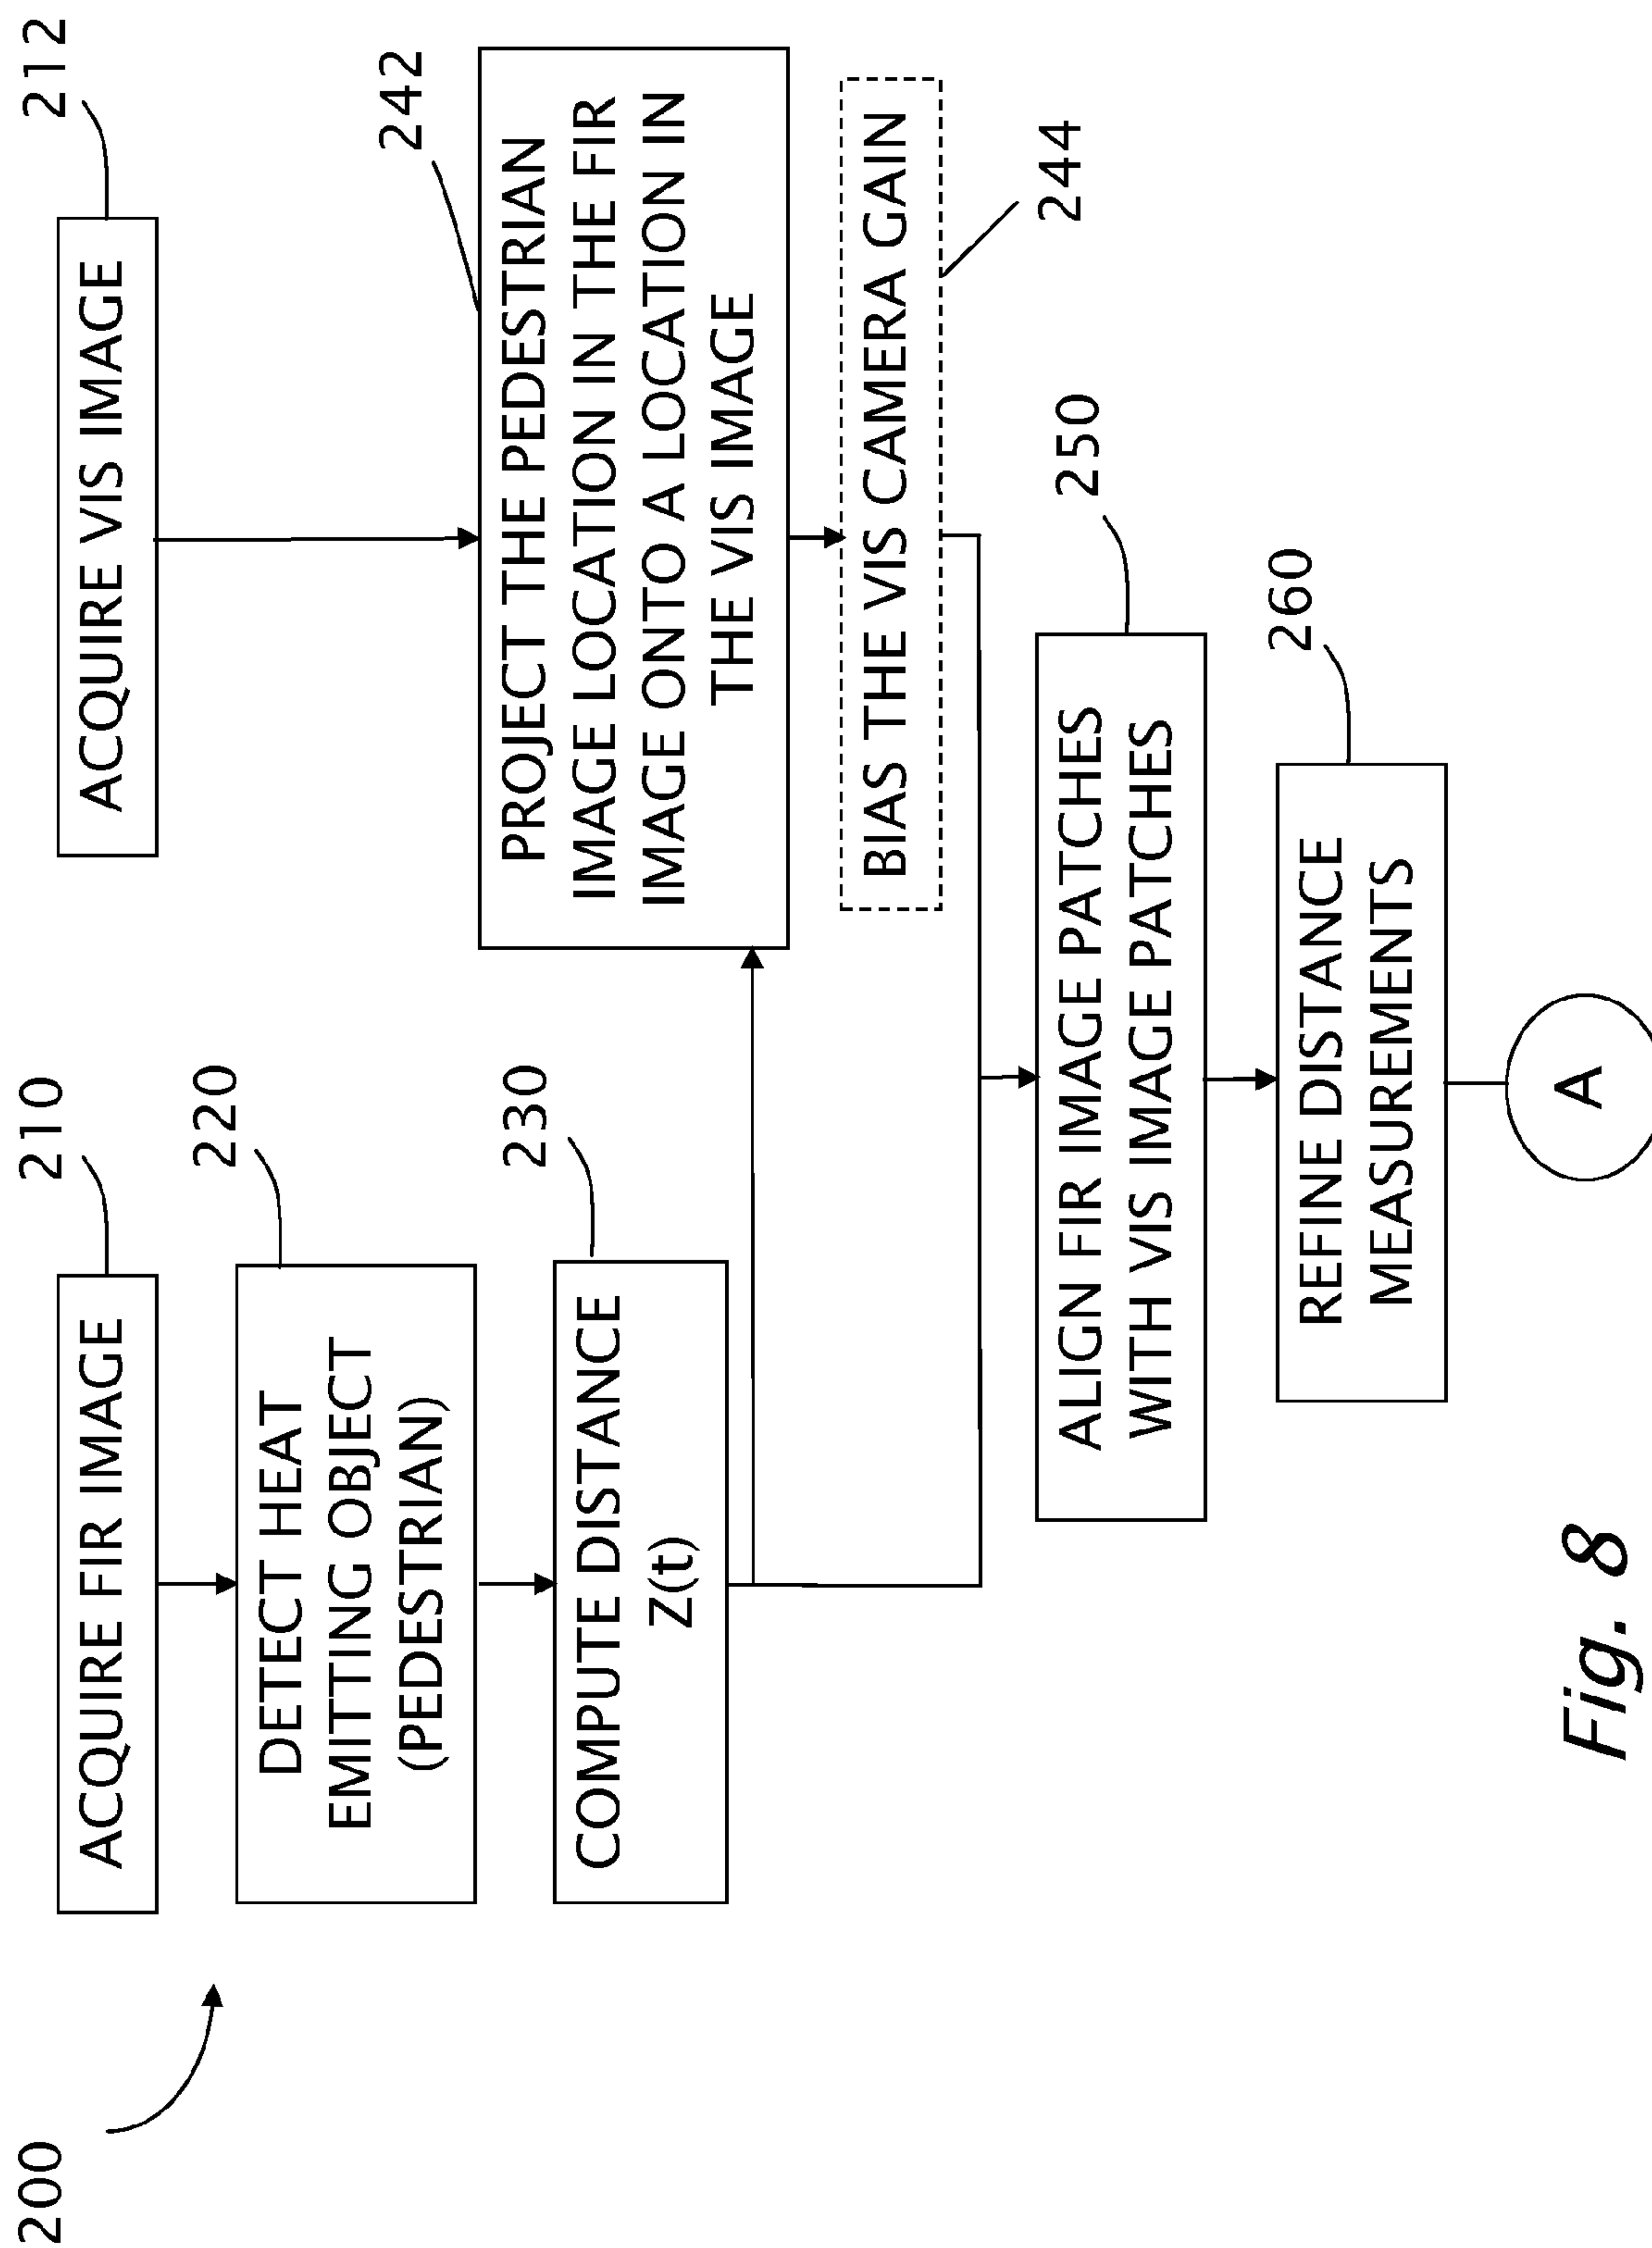 200
210
ACQUIRE FIR IMAGE
212
ACQUIRE VIS IMAGE
220
DETECT HEAT
EMITTING OBJECT
(PEDESTRIAN)
230
COMPUTE DISTANCE
Z(t)
242
PROJECT THE PEDESTRIAN
IMAGE LOCATION IN THE FIR
IMAGE ONTO A LOCATION IN
THE VIS IMAGE
BIAS THE VIS CAMERA GAIN
244
250
ALIGN FIR IMAGE PATCHES
WITH VIS IMAGE PATCHES
260
REFINE DISTANCE
MEASUREMENTS
A
Fig. 8